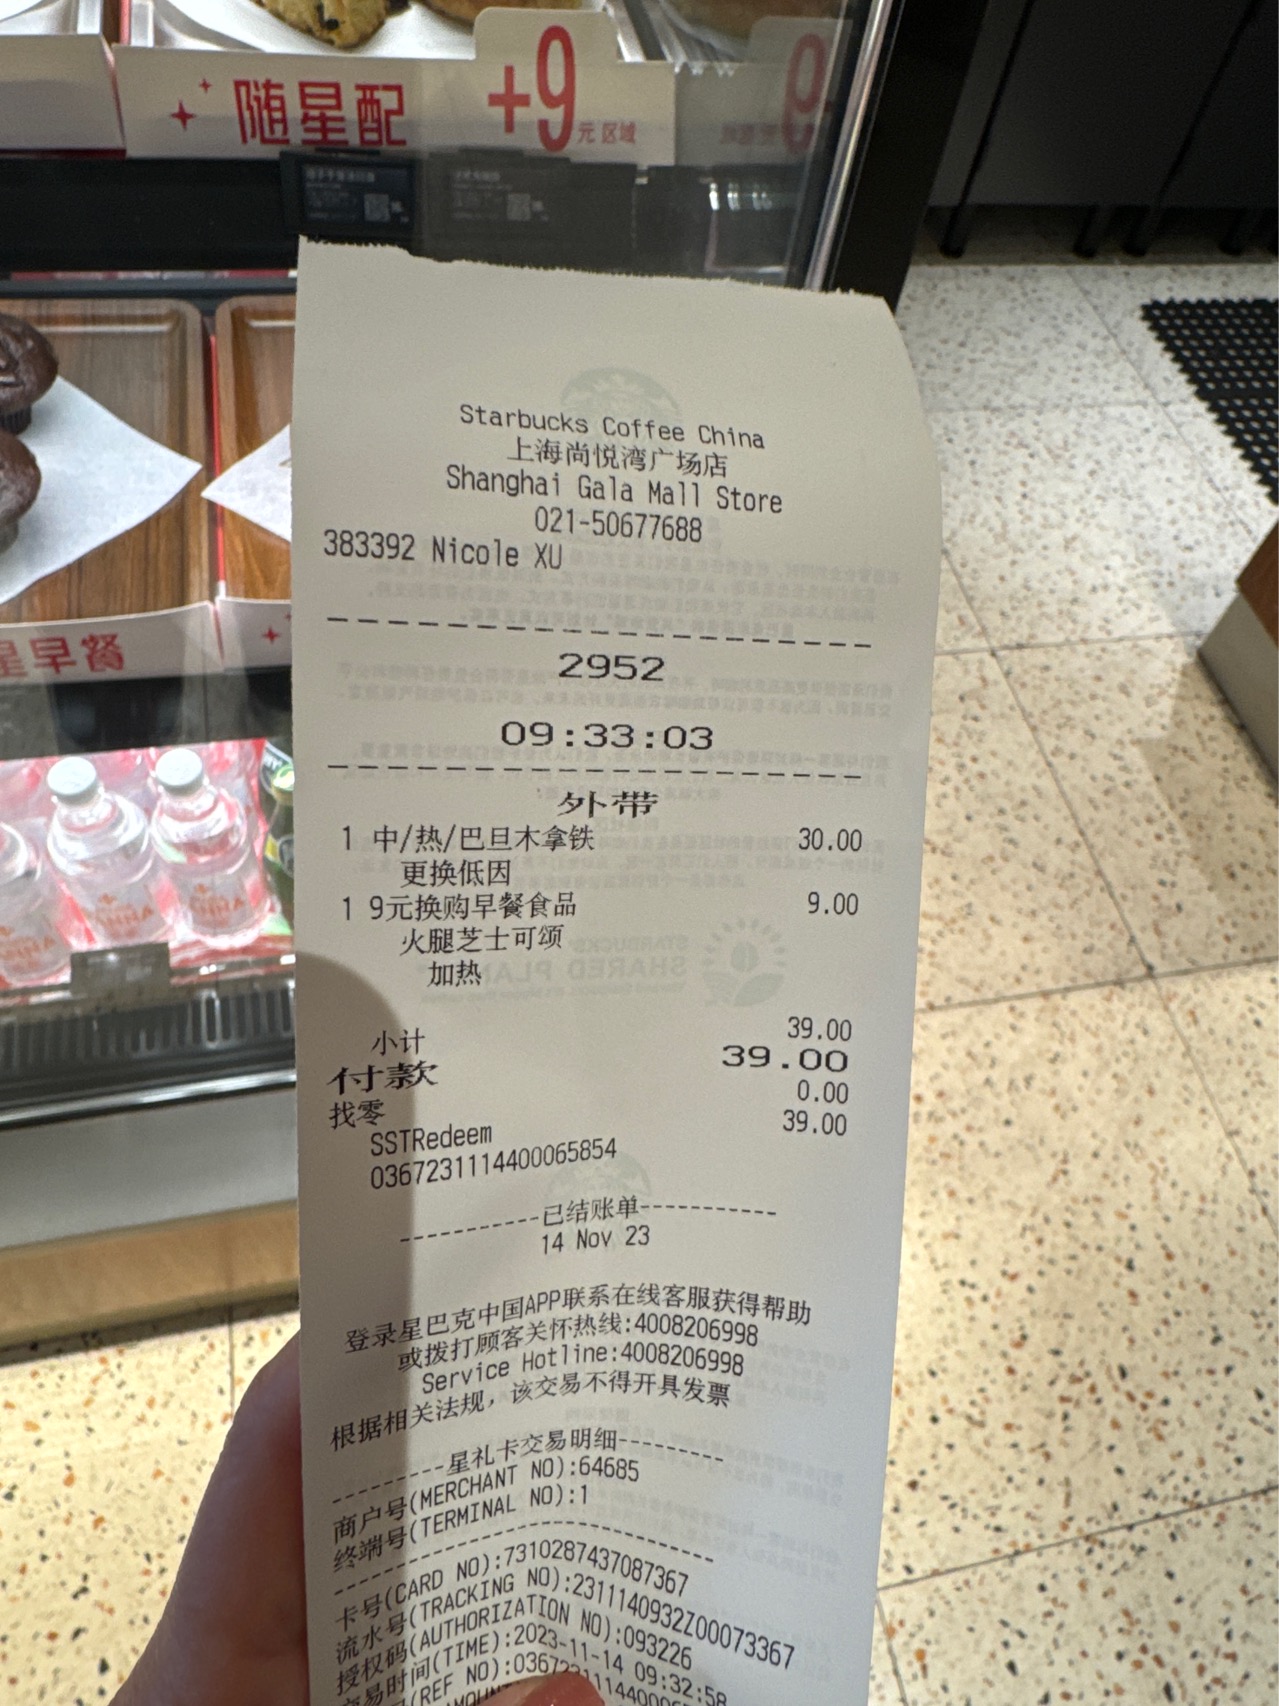 随星配
+9元区域
星早餐
Starbucks Coffee China
上海尚悦湾广场店
Shanghai Gala Mall Store
021-50677688
383392 Nicole XU
2952
09:33:03
外带
1 中/热/巴旦木拿铁 30.00
更换低因
1 9元换购早餐食品 9.00
火腿芝士可颂
加热
小计 39.00
付款 39.00
找零 0.00
SSTRedeem 39.00
0367231114400065854
----------已结账单-----------
14 Nov 23
登录星巴克中国APP联系在线客服获得帮助
或拨打顾客关怀热线:4008206998
Service Hotline:4008206998
根据相关法规，该交易不得开具发票
---------星礼卡交易明细---------
商户号(MERCHANT NO):64685
终端号(TERMINAL NO):1
卡号(CARD NO):7310287437087367
流水号(TRACKING NO):2311140932Z00073367
授权码(AUTHORIZATION NO):093226
交易时间(TIME):2023-11-14 09:32:58
(REF NO):0367231114400